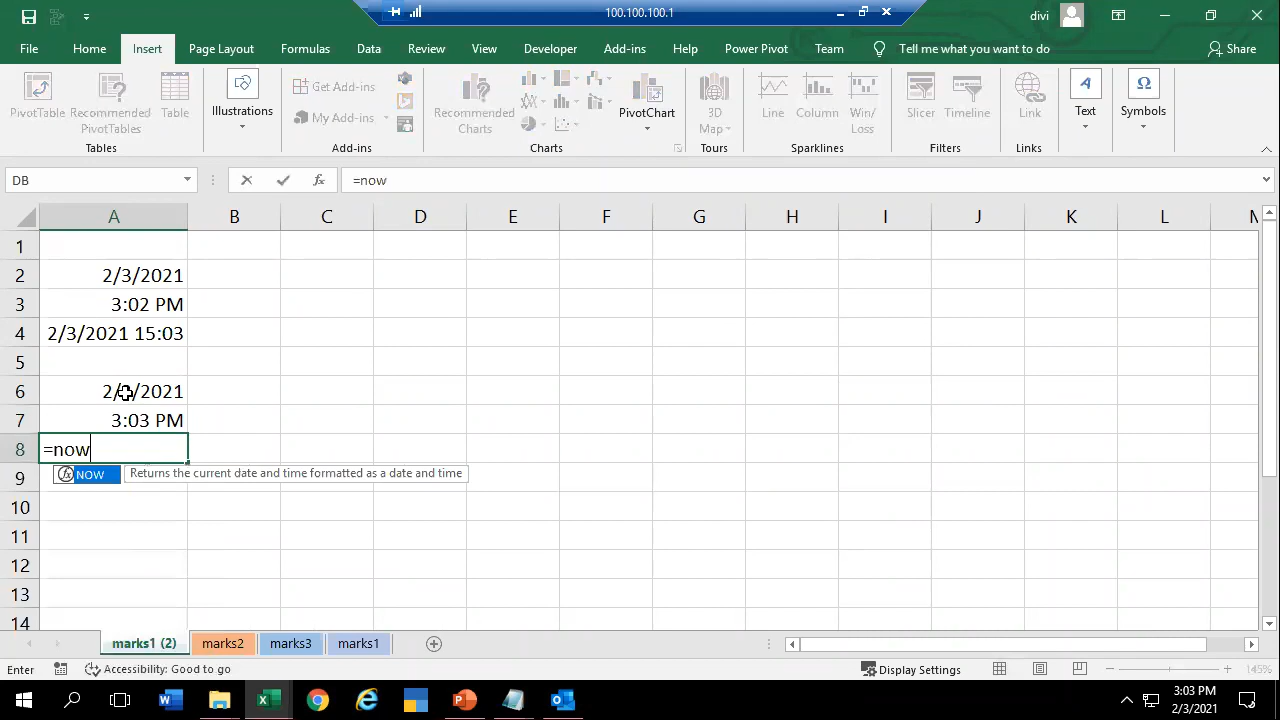 100.100.100.1
divi
File Home Insert Page Layout Formulas Data Review View Developer Add-ins Help Power Pivot Team Tell me what you want to do Share
PivotTable
Recommended
PivotTables
Table
Tables
Illustrations
Get Add-ins
My Add-ins
Add-ins
Recommended
Charts
PivotChart
Charts
3D
Map
Tours
Line
Column
Win/
Loss
Sparklines
Slicer
Timeline
Filters
Link
Links
Text
Symbols
DB
fx
=now
A B C D E F G H I J K L M
1
2 2/3/2021
3 3:02 PM
4 2/3/2021 15:03
5
6 2/3/2021
7 3:03 PM
8 =now
NOW Returns the current date and time formatted as a date and time
9
10
11
12
13
14
marks1 (2) marks2 marks3 marks1
Enter Accessibility: Good to go Display Settings 145%
3:03 PM
2/3/2021